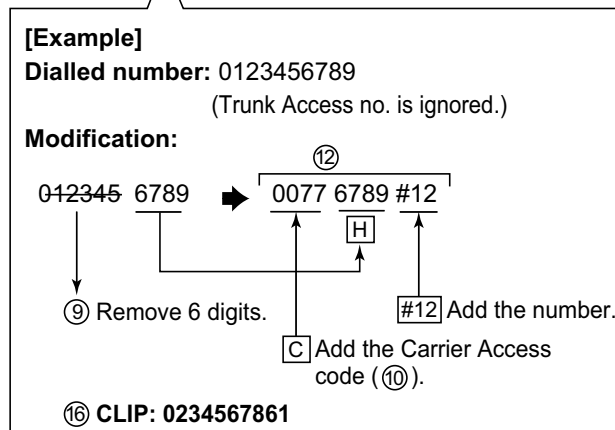 [Example]
Dialled number: 0123456789
(Trunk Access no. is ignored.)
Modification:
⑫
012345 6789 0077 6789 #12
H
⑨ Remove 6 digits. #12 Add the number.
C Add the Carrier Access
code (⑩).
⑯ CLIP: 0234567861